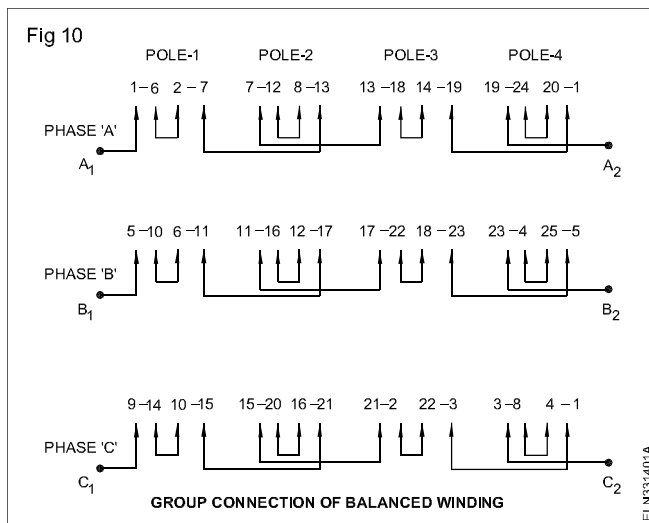 Fig 10
POLE-1 POLE-2 POLE-3 POLE-4
1–6 2–7 7–12 8–13 13–18 14–19 19–24 20–1
PHASE 'A'
A1 A2
5–10 6–11 11–16 12–17 17–22 18–23 23–4 25–5
PHASE 'B'
B1 B2
9–14 10–15 15–20 16–21 21–2 22–3 3–8 4–1
PHASE 'C'
C1 C2
GROUP CONNECTION OF BALANCED WINDING
ELN331401A